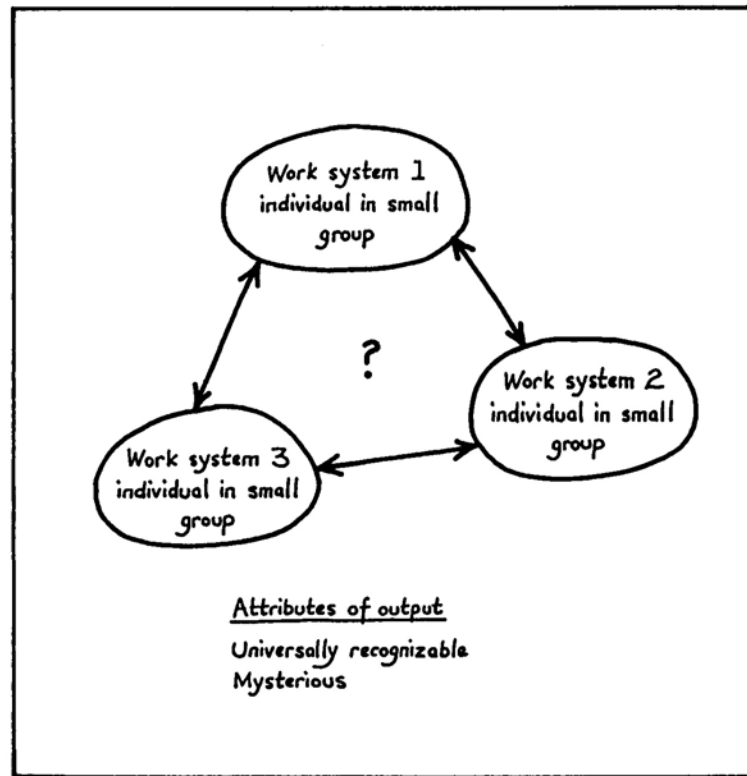 Work system 1
individual in small
group
?
Work system 2
individual in small
group
Work system 3
individual in small
group
Attributes of output
Universally recognizable
Mysterious